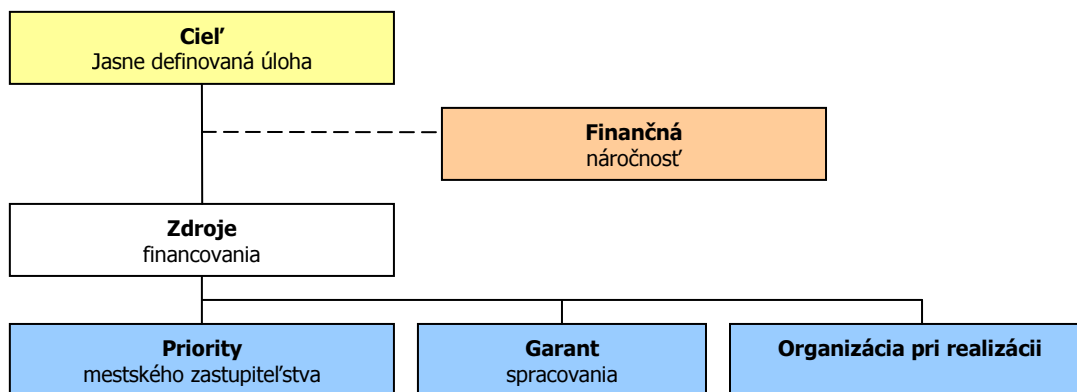 Cieľ
Jasne definovaná úloha
Finančná
náročnosť
Zdroje
financovania
Priority
mestského zastupiteľstva
Garant
spracovania
Organizácia pri realizácii